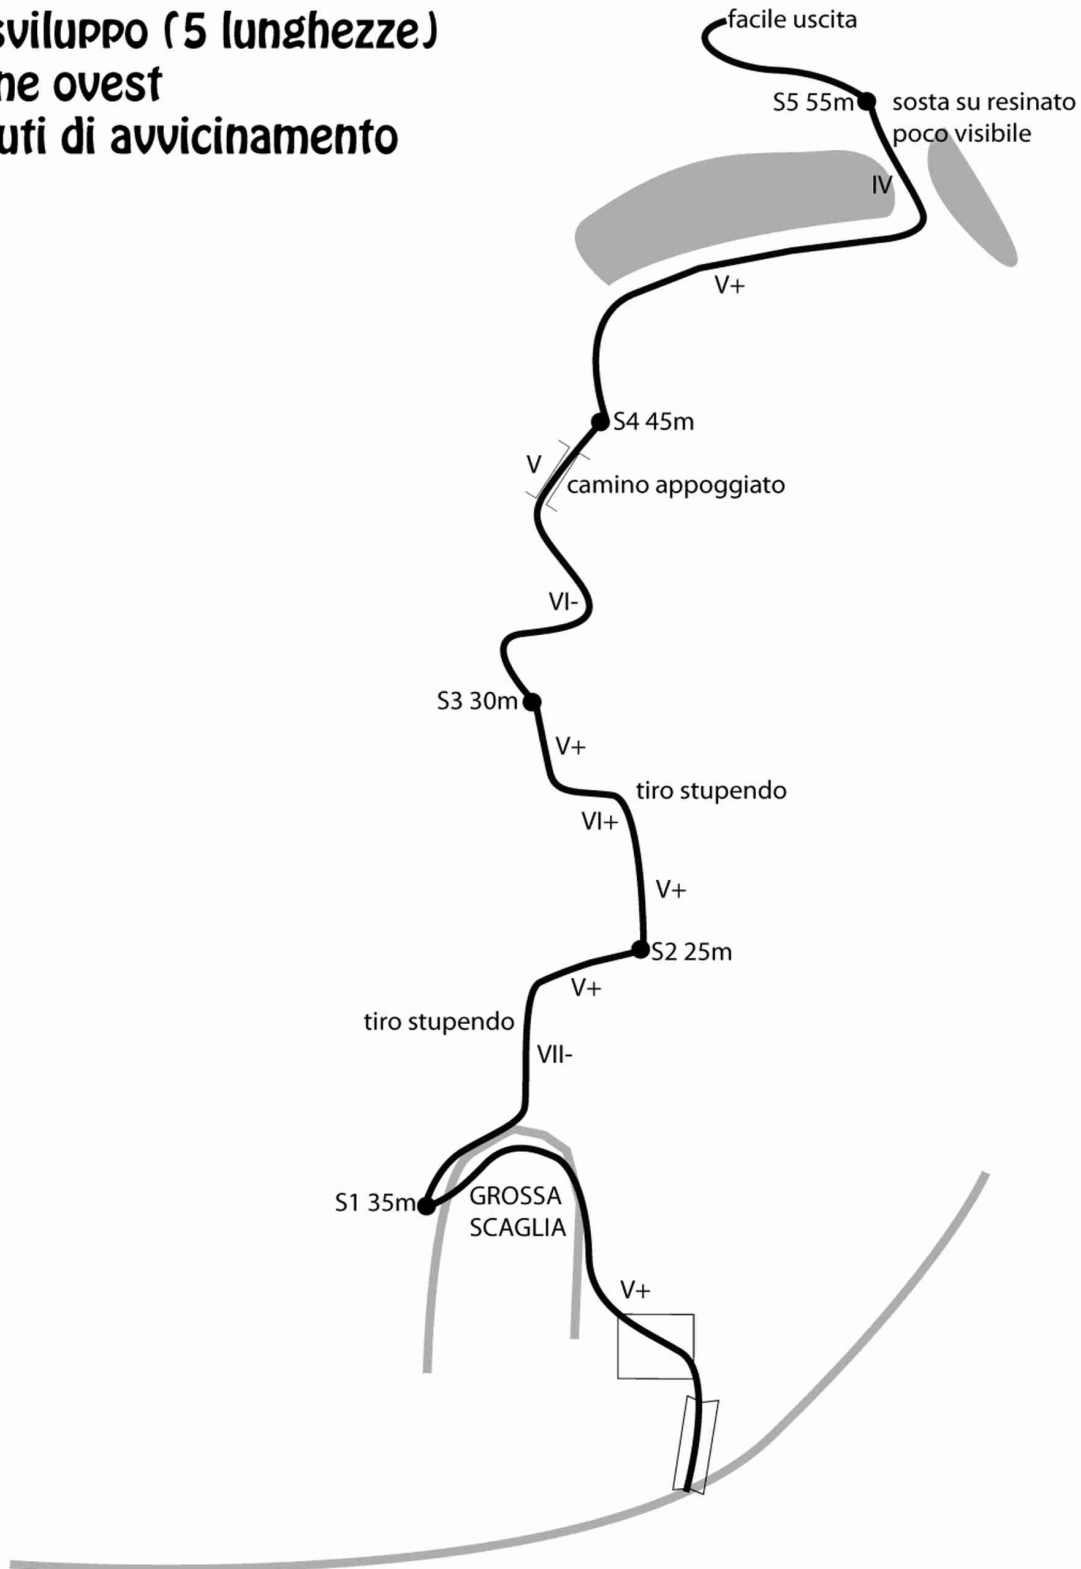 sviluppo (5 lunghezze)
ne ovest
uti di avvicinamento
facile uscita
S5 55m
sosta su resinato
poco visibile
IV
V+
S4 45m
V
camino appoggiato
VI-
S3 30m
V+
tiro stupendo
VI+
V+
S2 25m
V+
tiro stupendo
VII-
S1 35m
GROSSA
SCAGLIA
V+